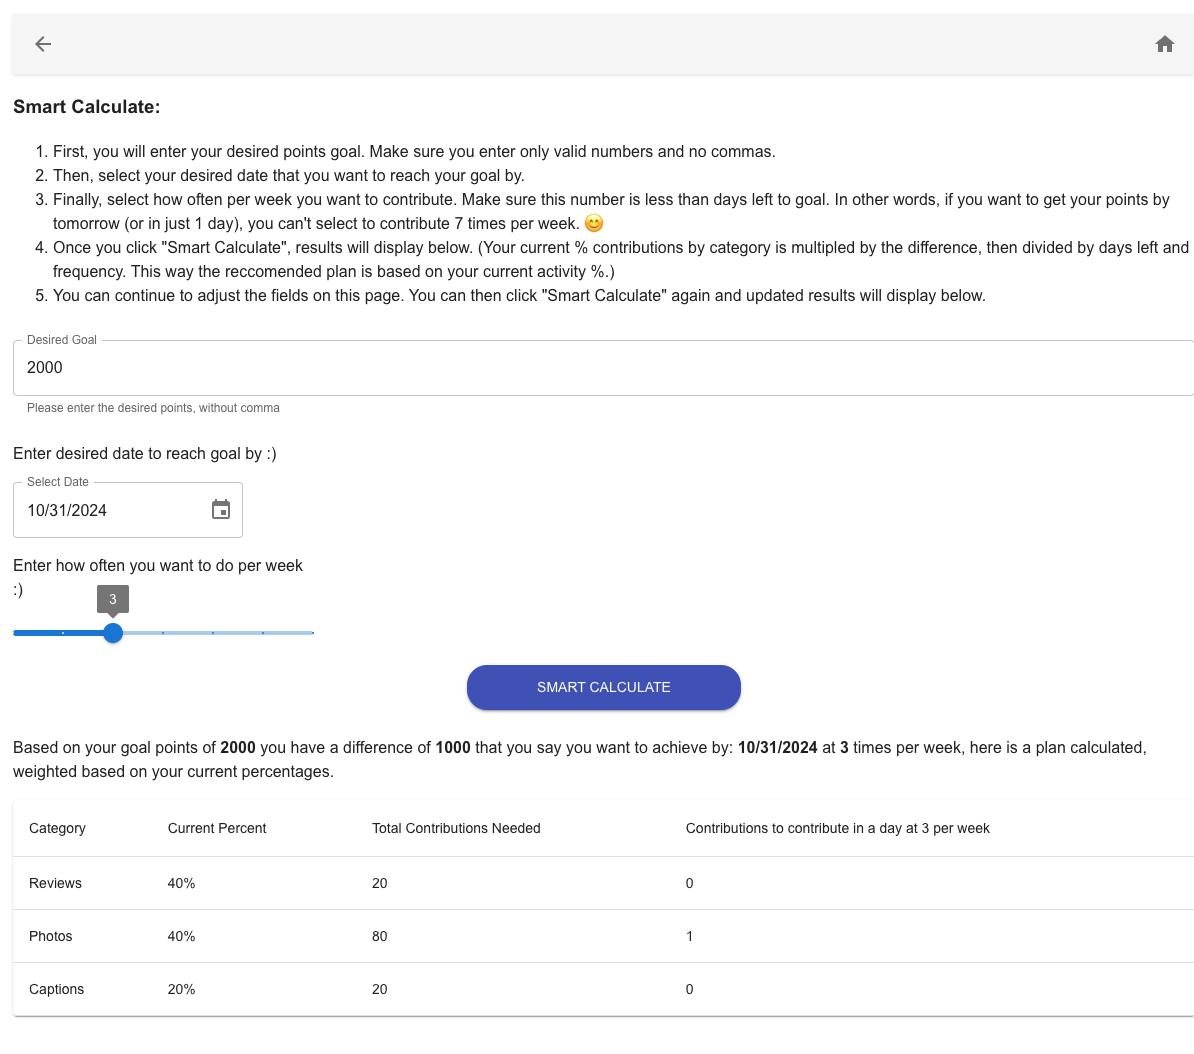 Smart Calculate:
1. First, you will enter your desired points goal. Make sure you enter only valid numbers and no commas.
2. Then, select your desired date that you want to reach your goal by.
3. Finally, select how often per week you want to contribute. Make sure this number is less than days left to goal. In other words, if you want to get your points by
tomorrow (or in just 1 day), you can't select to contribute 7 times per week. 😊
4. Once you click "Smart Calculate", results will display below. (Your current % contributions by category is multipled by the difference, then divided by days left and
frequency. This way the reccomended plan is based on your current activity %.)
5. You can continue to adjust the fields on this page. You can then click "Smart Calculate" again and updated results will display below.
Desired Goal
2000
Please enter the desired points, without comma
Enter desired date to reach goal by :)
Select Date
10/31/2024
Enter how often you want to do per week
:)
3
SMART CALCULATE
Based on your goal points of 2000 you have a difference of 1000 that you say you want to achieve by: 10/31/2024 at 3 times per week, here is a plan calculated,
weighted based on your current percentages.
Category Current Percent Total Contributions Needed Contributions to contribute in a day at 3 per week
Reviews 40% 20 0
Photos 40% 80 1
Captions 20% 20 0